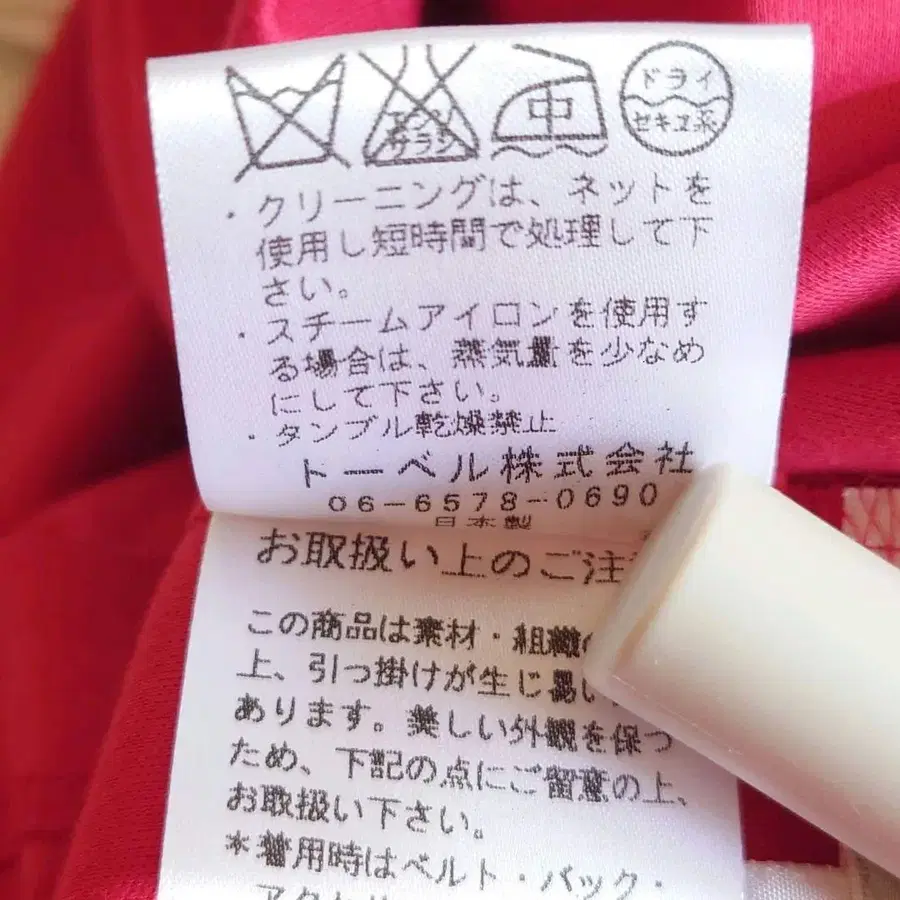 エンソ
サラシ
中
ドライ
セキユ系
・クリーニングは、ネットを
使用し短時間で処理して下
さい。
・スチームアイロンを使用す
る場合は、蒸気量を少なめ
にして下さい。
・タンブル乾燥禁止
トーベル株式会社
06-6578-0690
日本製
お取扱い上のご注
この商品は素材・組織
上、引っ掛けが生じ易い
あります。美しい外観を保つ
ため、下記の点にご留意の上、
お取扱い下さい。
*着用時はベルト・バック・